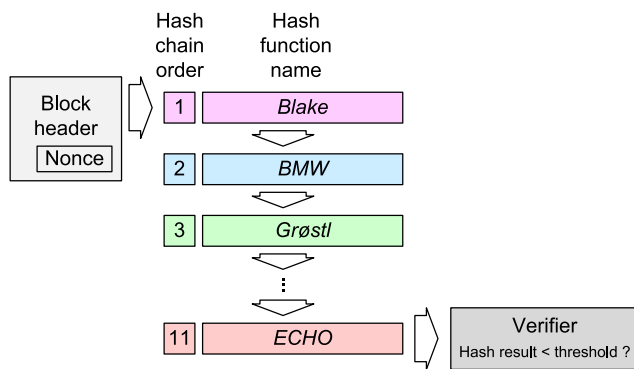 Hash
chain
order
Hash
function
name
Block
header
Nonce
1
Blake
2
BMW
3
Grøstl
⋮
11
ECHO
Verifier
Hash result < threshold ?